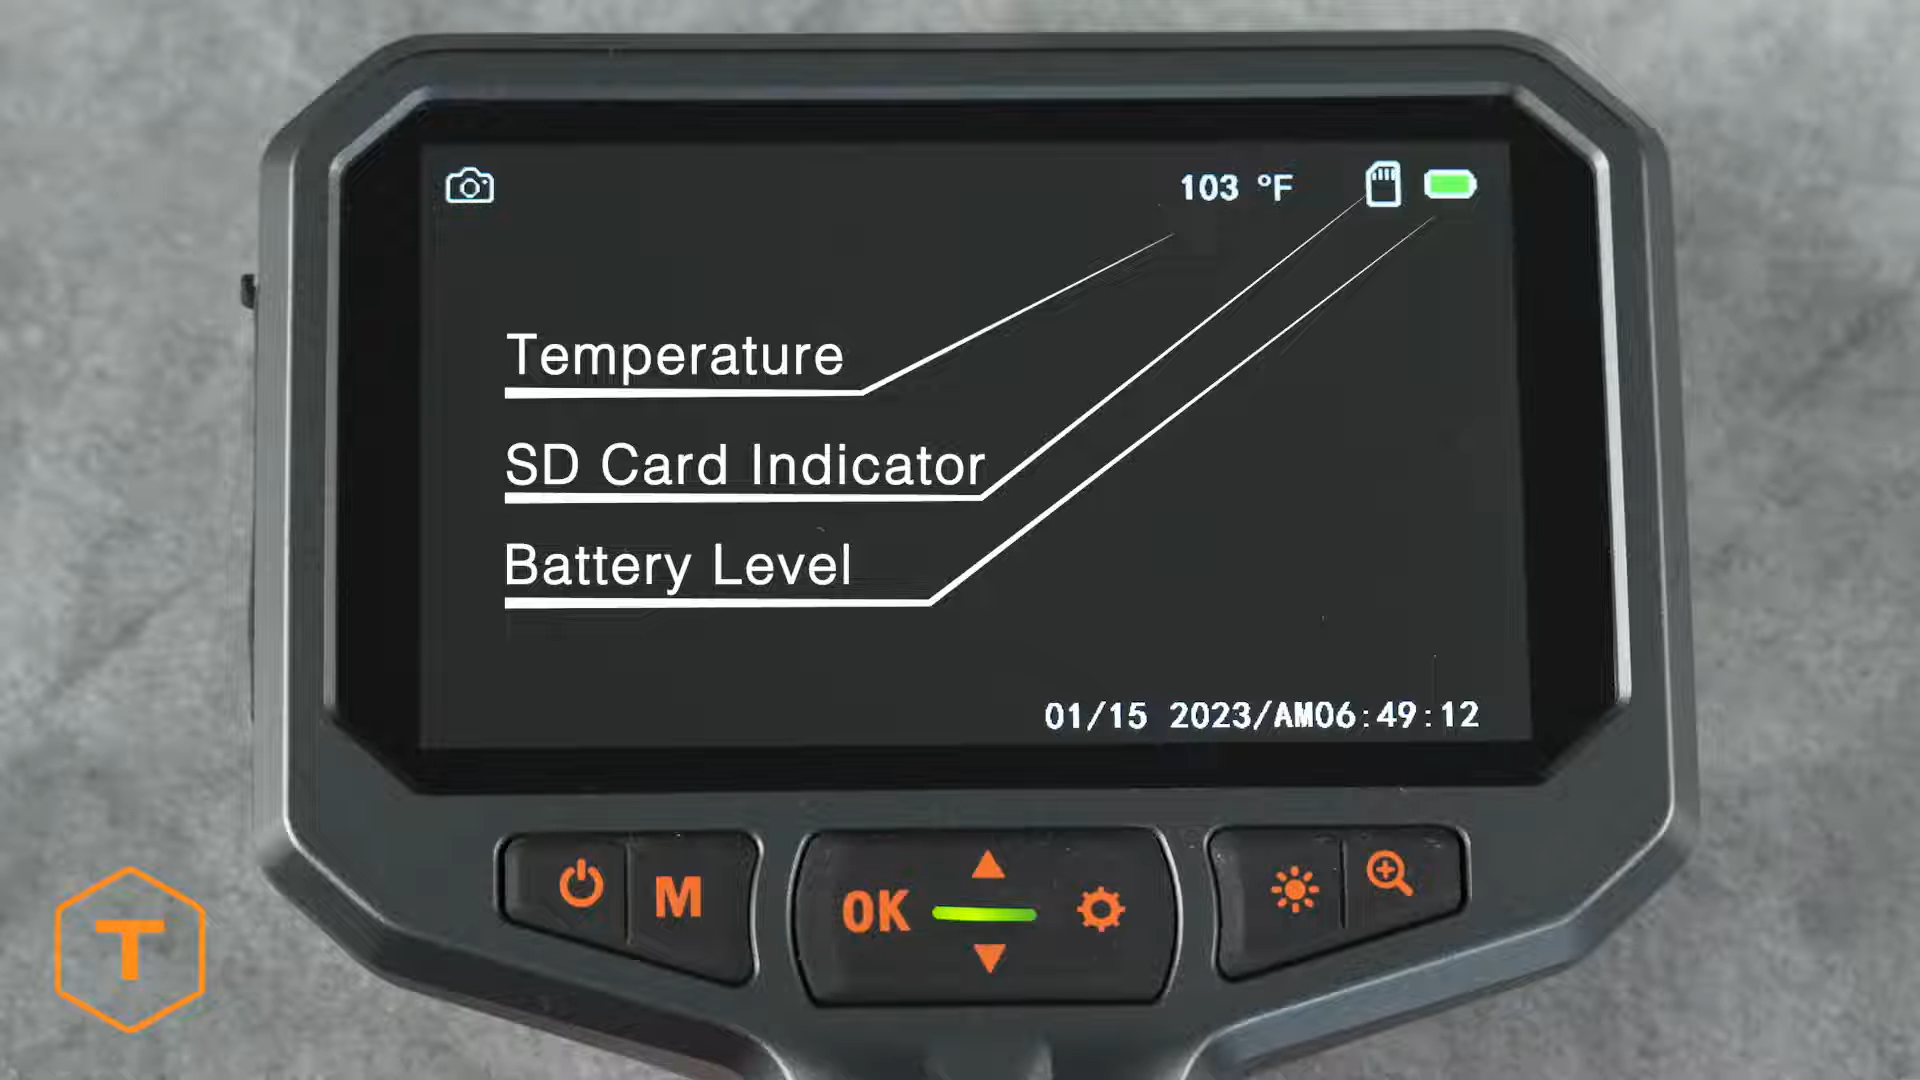 103 °F
Temperature
SD Card Indicator
Battery Level
01/15 2023/AM06:49:12
M
OK
T